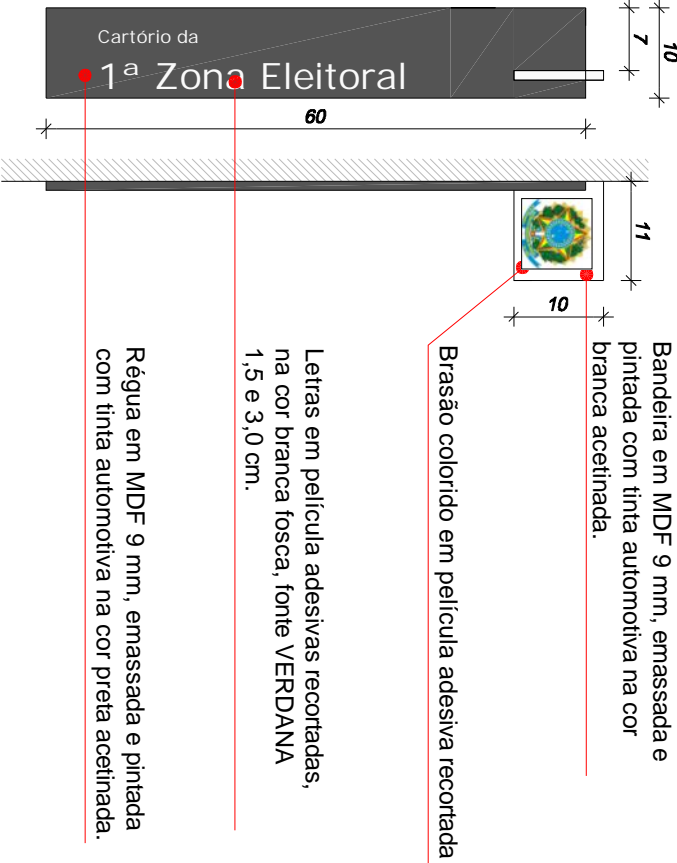 Cartório da
1ª Zona Eleitoral
7
10
60
11
10
Bandeira em MDF 9 mm, emassada e
pintada com tinta automotiva na cor
branca acetinada.
Brasão colorido em película adesiva recortada
Letras em película adesivas recortadas,
na cor branca fosca, fonte VERDANA
1,5 e 3,0 cm.
Régua em MDF 9 mm, emassada e pintada
com tinta automotiva na cor preta acetinada.